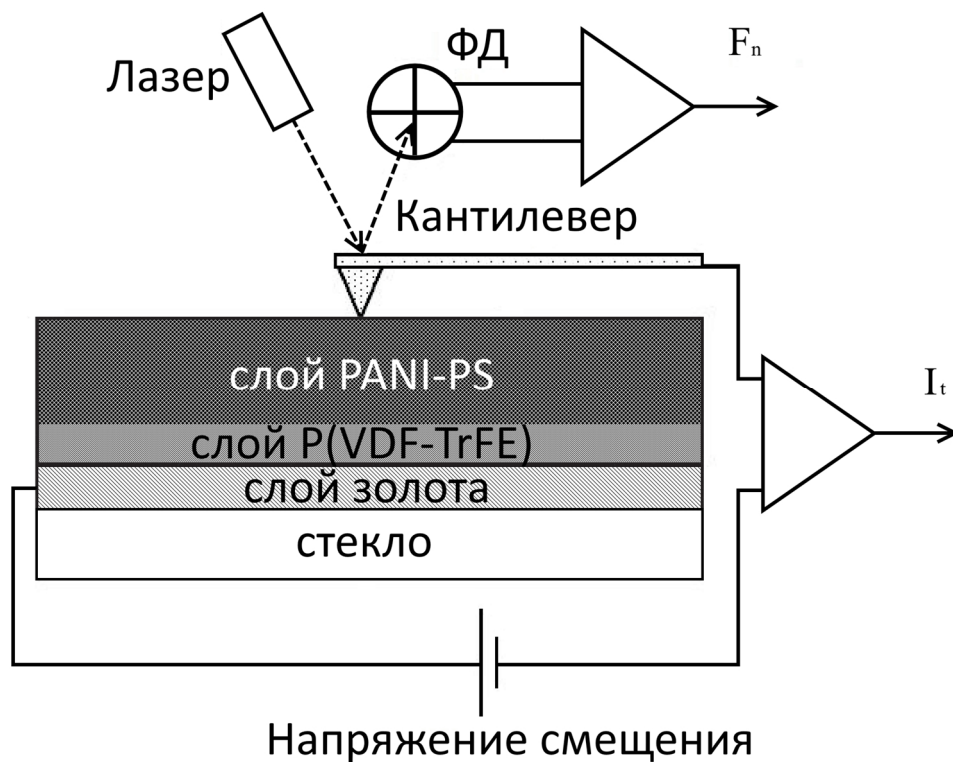 Лазер
ФД
Fn
Кантилевер
слой PANI-PS
слой P(VDF-TrFE)
слой золота
стекло
It
Напряжение смещения